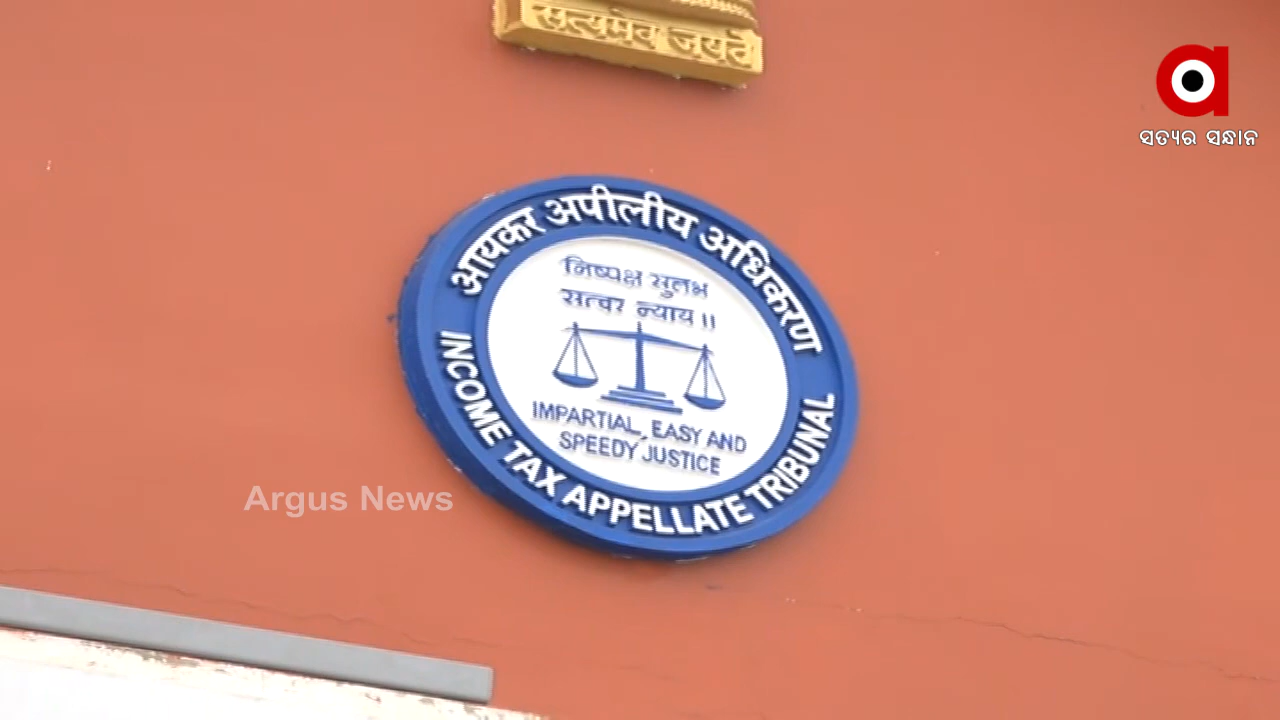 सत्यमेव जयते
ସତ୍ୟର ସନ୍ଧାନ
आयकर अपीलीय अधिकरण
निष्पक्ष सुलभ
सत्वर न्याय॥
IMPARTIAL, EASY AND
SPEEDY JUSTICE
INCOME TAX APPELLATE TRIBUNAL
Argus News